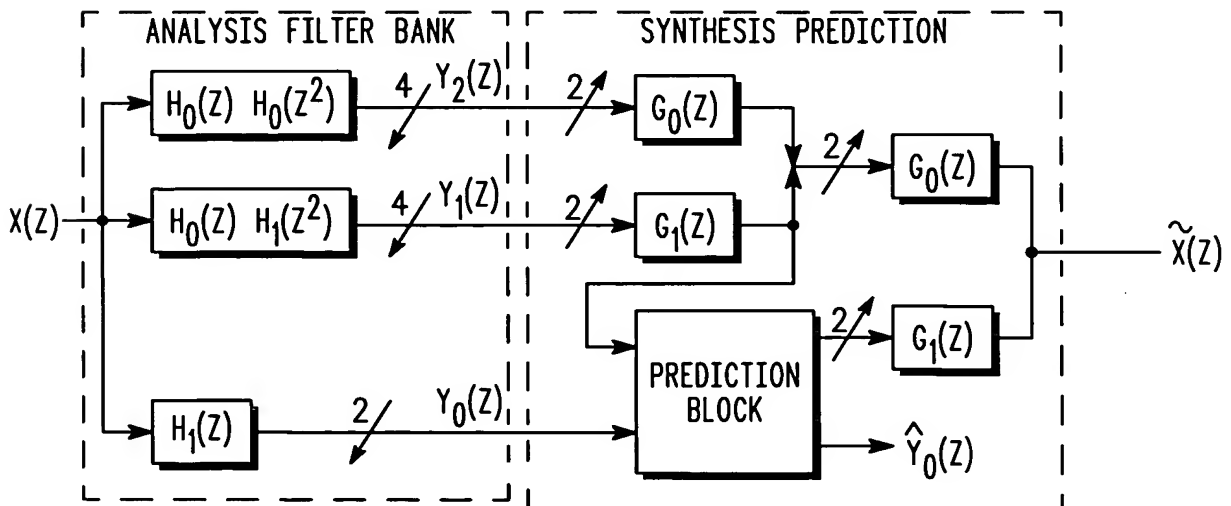 ANALYSIS FILTER BANK
SYNTHESIS PREDICTION
H₀(Z) H₀(Z²)
4
Y₂(Z)
2
G₀(Z)
2
G₀(Z)
X(Z)
H₀(Z) H₁(Z²)
4
Y₁(Z)
2
G₁(Z)
X̃(Z)
2
G₁(Z)
PREDICTION
BLOCK
H₁(Z)
2
Y₀(Z)
Ŷ₀(Z)